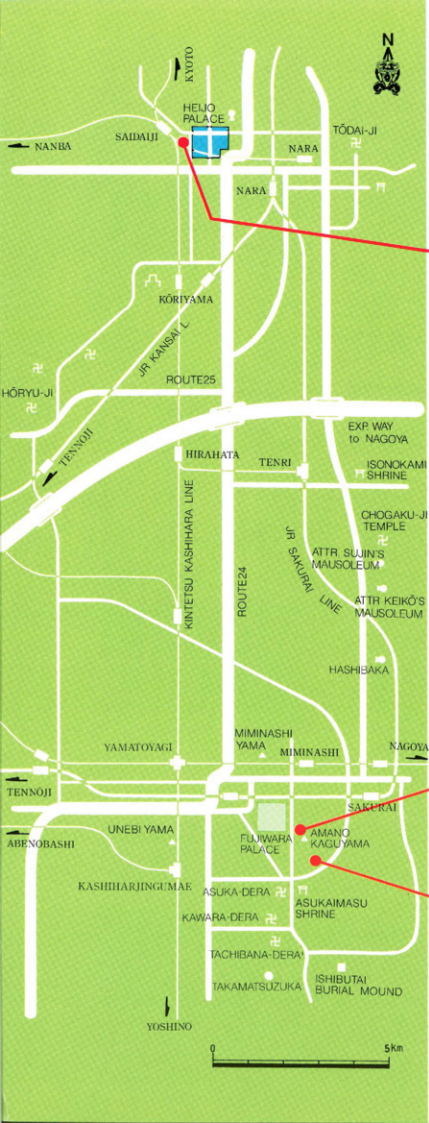 N
KYOTO
HEIJO
PALACE
SAIDAIJI
TŌDAI-JI
NANBA
NARA
NARA
KŌRIYAMA
JR KANSAI L.
ROUTE25
HŌRYU-JI
EXP. WAY
to NAGOYA
TENNOJI
HIRAHATA
TENRI
ISONOKAMI
SHRINE
CHOGAKU-JI
TEMPLE
KINTETSU KASHIHARA LINE
ROUTE24
JR SAKURAI LINE
ATTR. SUJIN'S
MAUSOLEUM
ATTR. KEIKŌ'S
MAUSOLEUM
HASHIBAKA
MIMINASHI
YAMA
YAMATOYAGI
MIMINASHI
NAGOYA
TENNŌJI
SAKURAI
ABENOBASHI
UNEBI YAMA
FUJIWARA
PALACE
AMANO
KAGUYAMA
KASHIHARJINGUMAE
ASUKA-DERA
ASUKAIMASU
SHRINE
KAWARA-DERA
TACHIBANA-DERA
TAKAMATSUZUKA
ISHIBUTAI
BURIAL MOUND
YOSHINO
0
5Km